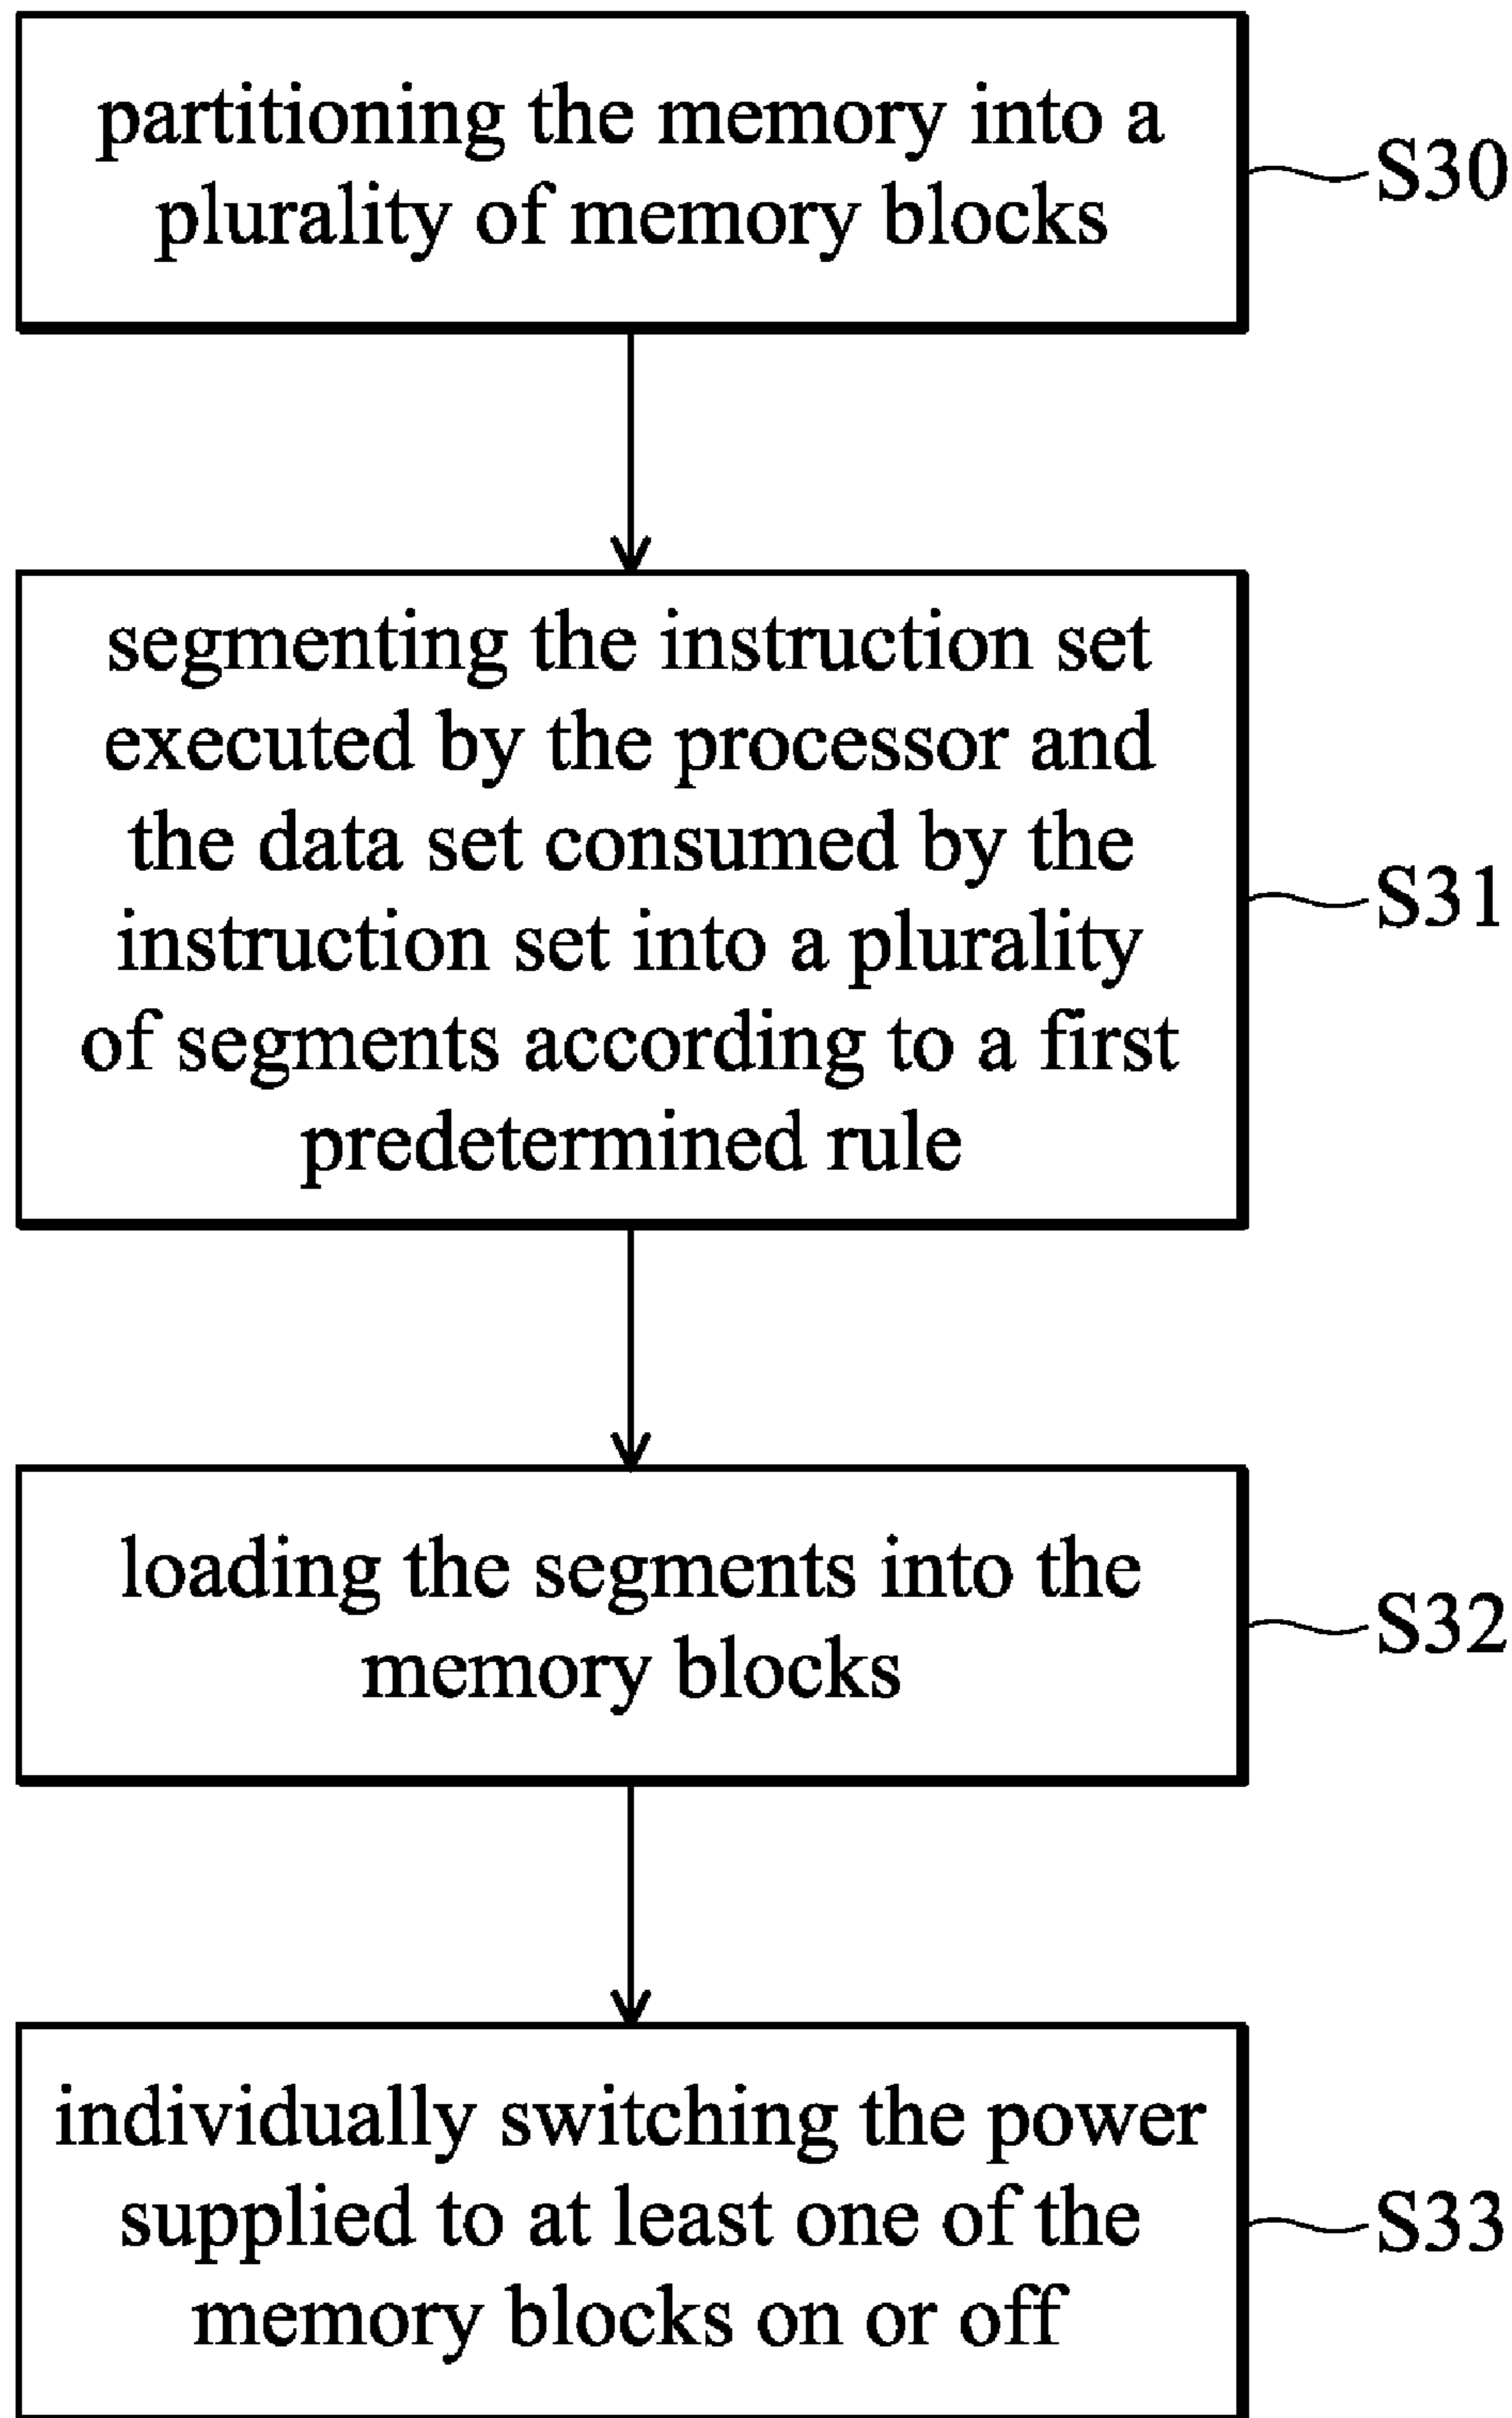 partitioning the memory into a
plurality of memory blocks
S30
segmenting the instruction set
executed by the processor and
the data set consumed by the
instruction set into a plurality
of segments according to a first
predetermined rule
S31
loading the segments into the
memory blocks
S32
individually switching the power
supplied to at least one of the
memory blocks on or off
S33